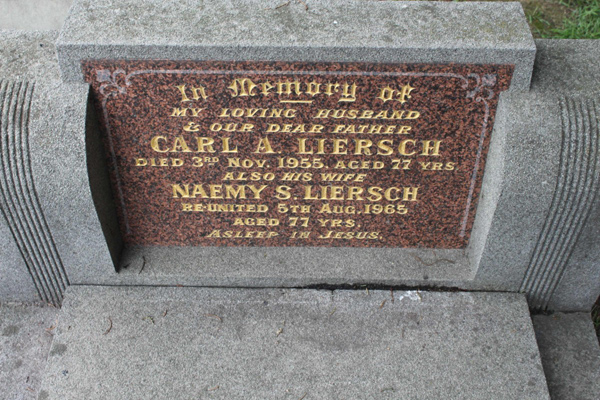 In Memory of
MY LOVING HUSBAND
& OUR DEAR FATHER
CARL A. LIERSCH
DIED 3RD NOV. 1955. AGED 77 YRS
ALSO HIS WIFE
NAEMY S. LIERSCH
RE-UNITED 5TH AUG. 1965
AGED 77 YRS.
ASLEEP IN JESUS.